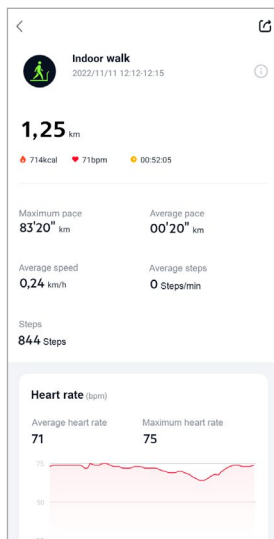 Indoor walk
2022/11/11 12:12-12:15
1,25 km
714kcal 71bpm 00:52:05
Maximum pace Average pace
83'20" km 00'20" km
Average speed Average steps
0,24 km/h 0 Steps/min
Steps
844 Steps
Heart rate (bpm)
Average heart rate Maximum heart rate
71 75
75
50